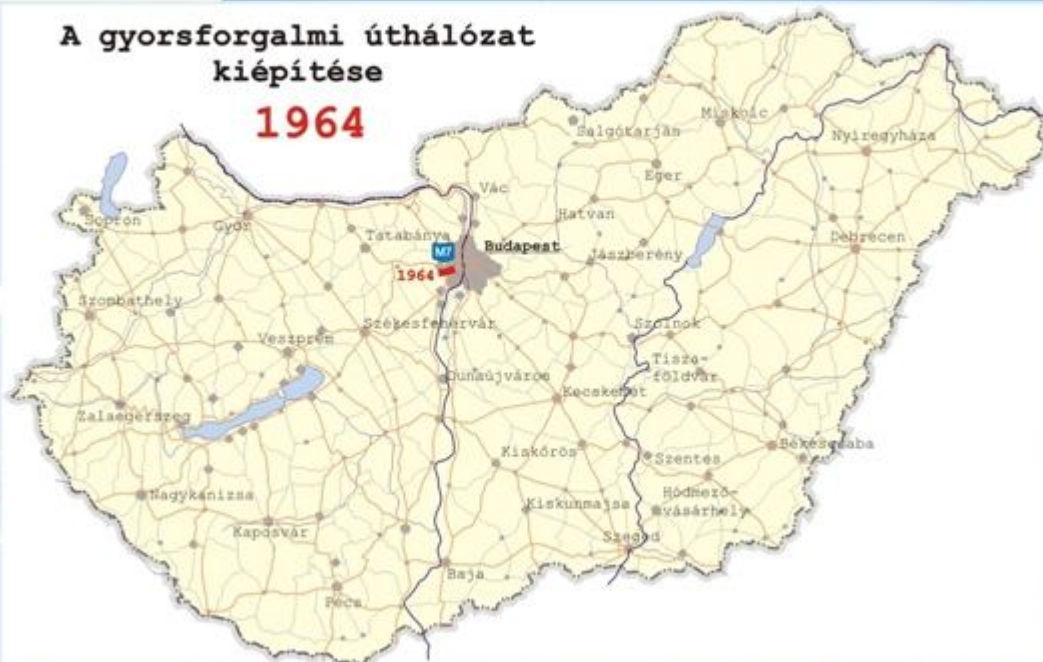 A gyorsforgalmi úthálózat
kiépítése
1964
Salgótarján
Miskolc
Nyíregyháza
Eger
Vác
Hatvan
Sopron
Győr
Tatabánya
M7
Budapest
Jászberény
Debrecen
1964
Szombathely
Székesfehérvár
Szolnok
Veszprém
Tisza-
földvár
Dunaújváros
Kecskemét
Zalaegerszeg
Békéscsaba
Kiskőrös
Szentes
Nagykanizsa
Kiskunmajsa
Hódmező-
vásárhely
Kaposvár
Szeged
Baja
Pécs